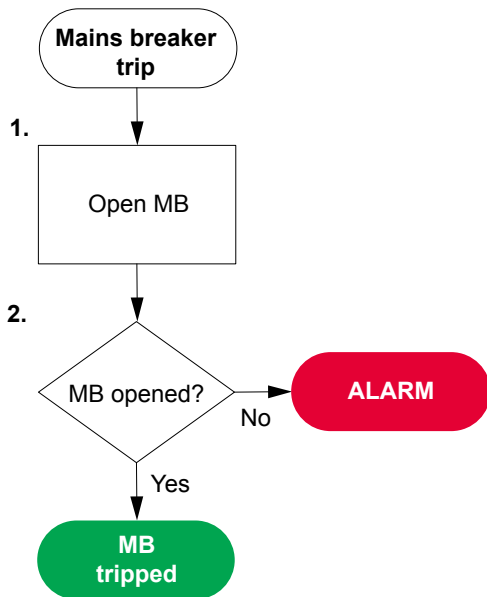 Mains breaker
trip
1.
Open MB
2.
MB opened?
No
ALARM
Yes
MB
tripped